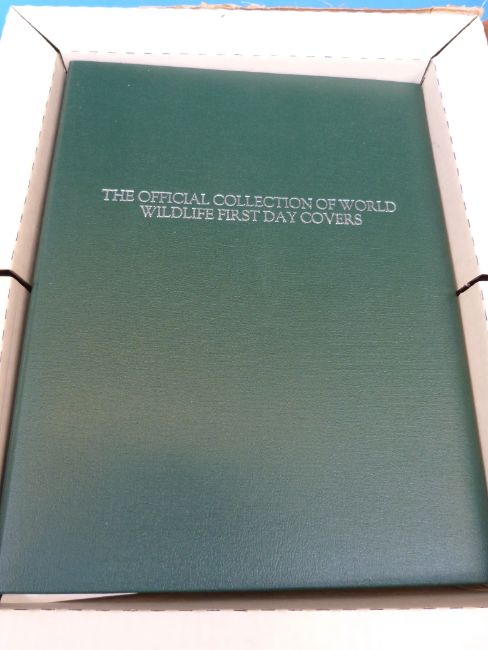 THE OFFICIAL COLLECTION OF WORLD
WILDLIFE FIRST DAY COVERS